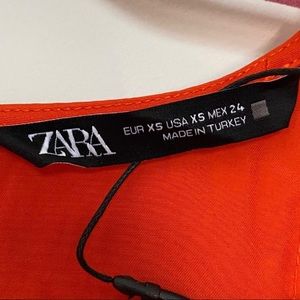 ZARA
EUR XS USA XS MEX 24
MADE IN TURKEY